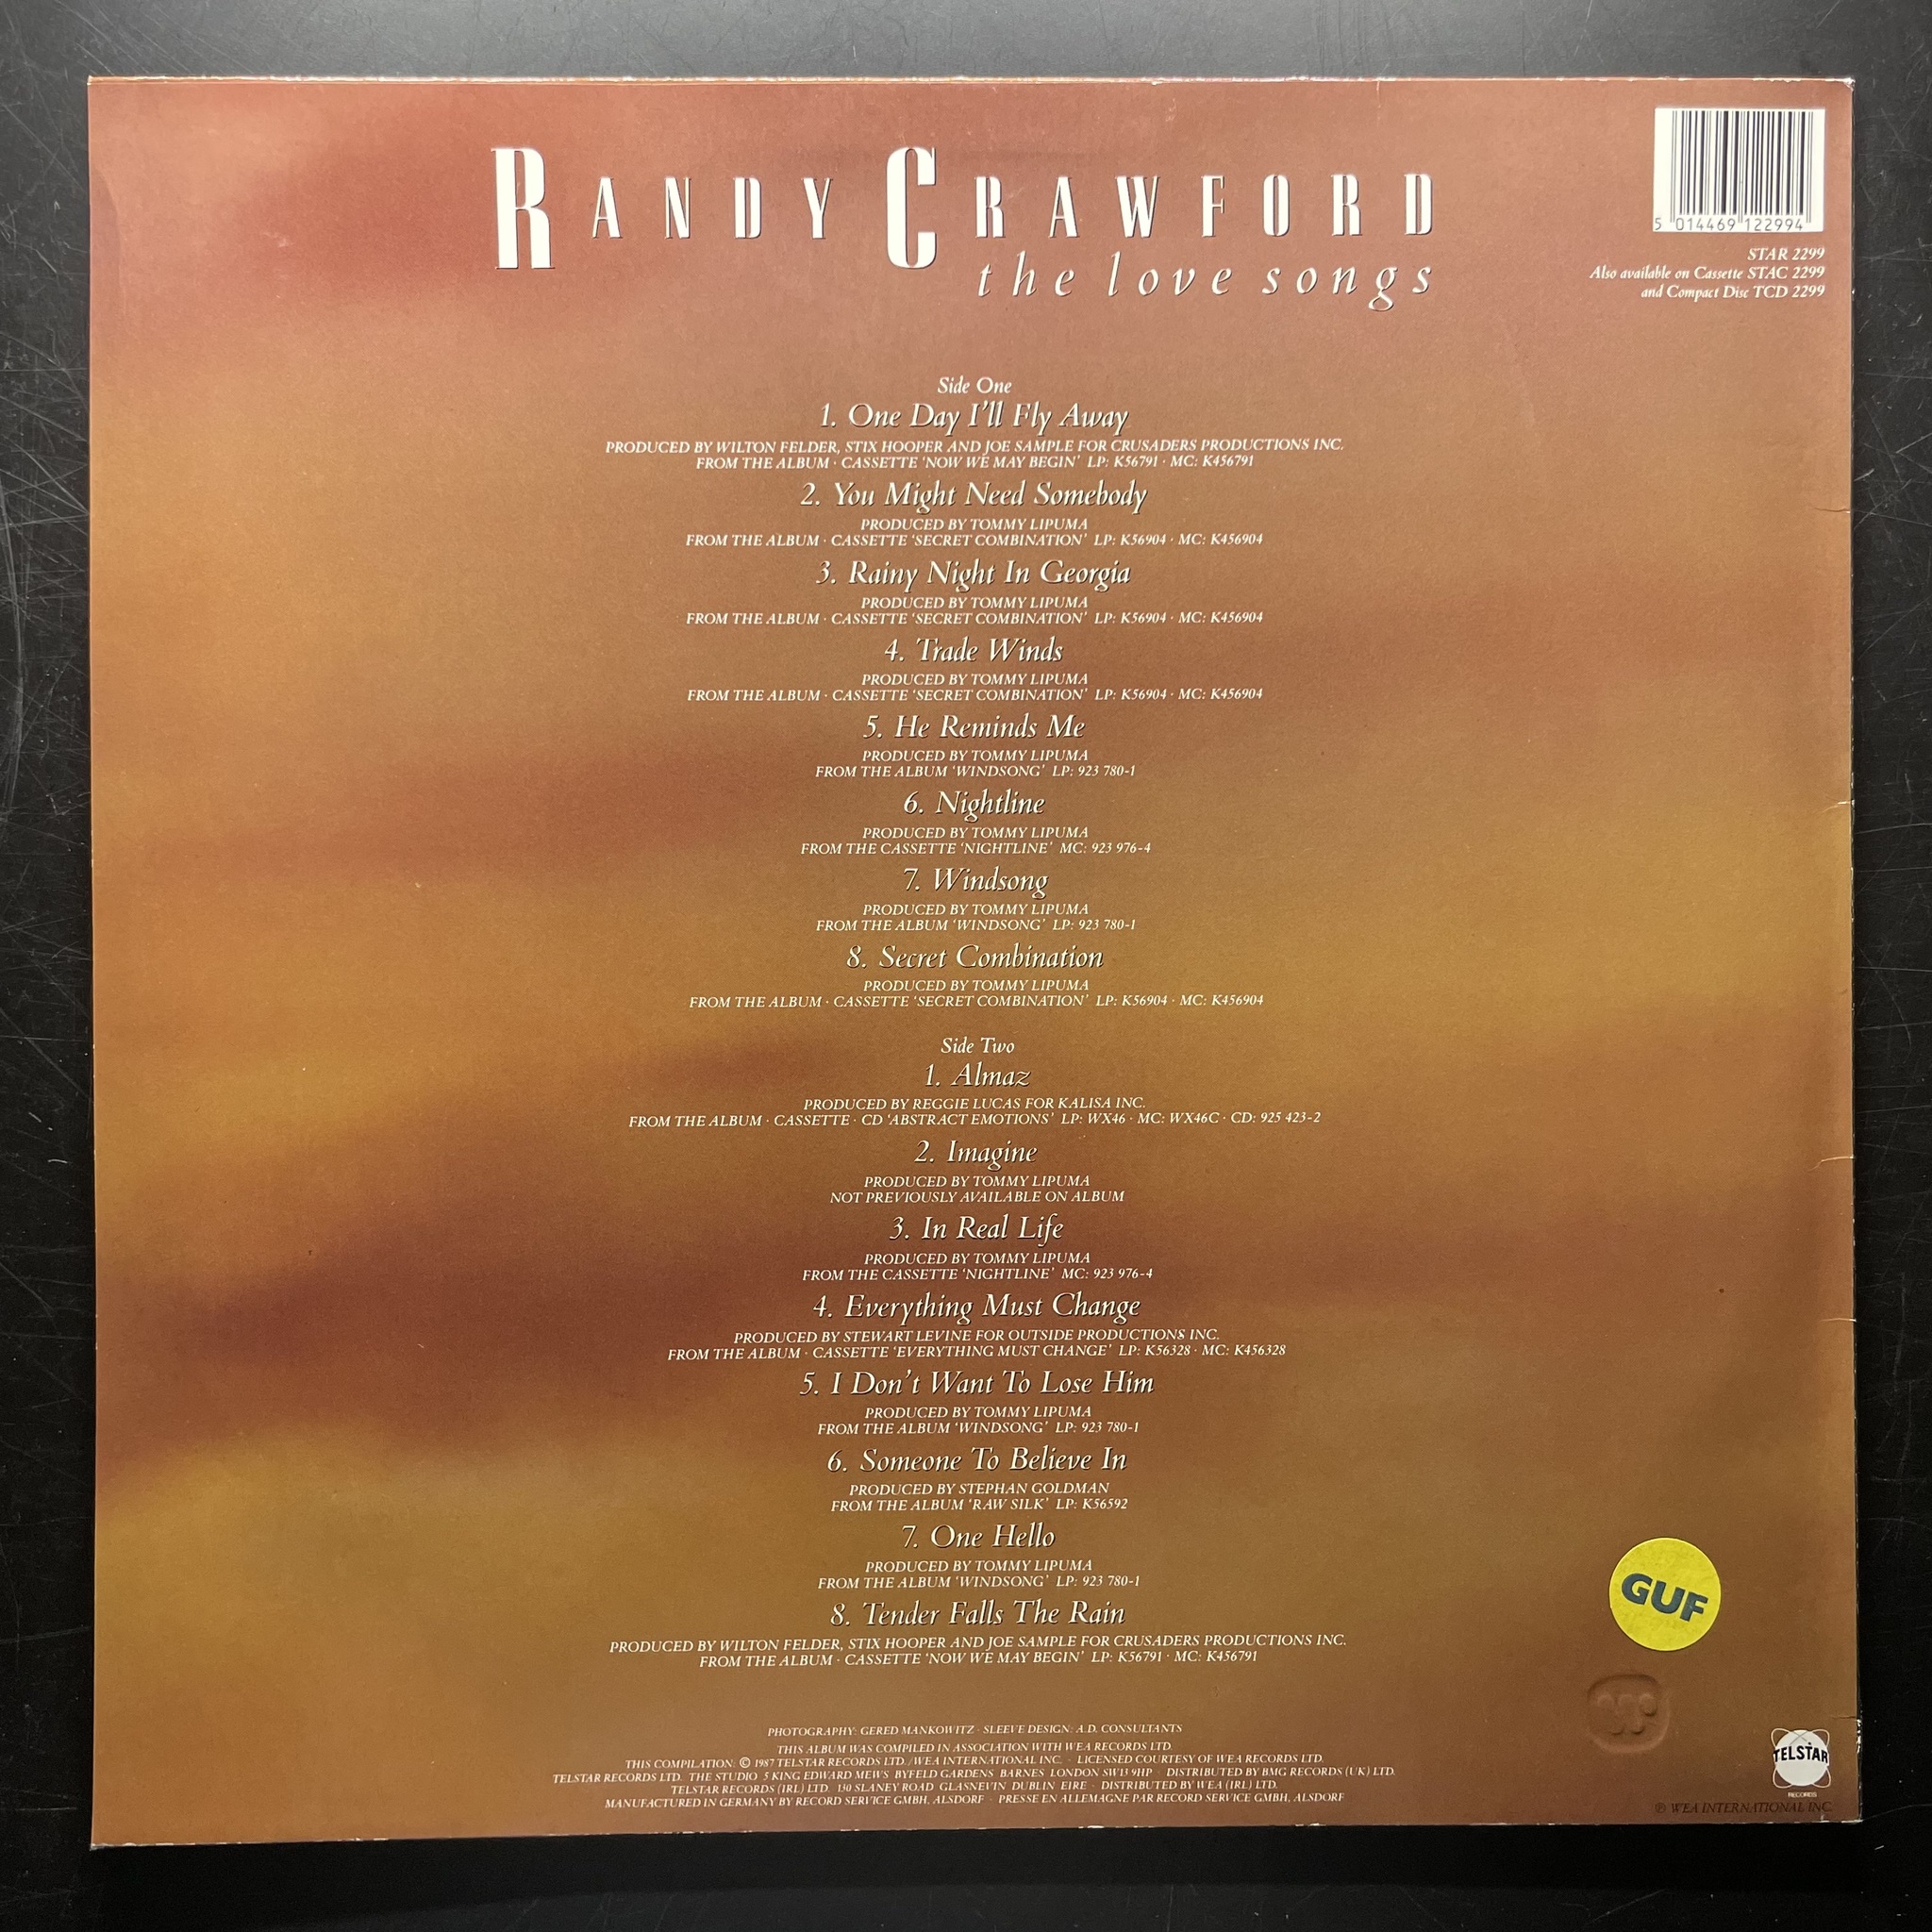 RANDY CRAWFORD
the love songs
5 014469 122994
STAR 2299
Also available on Cassette STAC 2299
and Compact Disc TCD 2299
Side One
1. One Day I'll Fly Away
PRODUCED BY WILTON FELDER, STIX HOOPER AND JOE SAMPLE FOR CRUSADERS PRODUCTIONS INC.
FROM THE ALBUM · CASSETTE 'NOW WE MAY BEGIN' LP: K56791 · MC: K456791
2. You Might Need Somebody
PRODUCED BY TOMMY LIPUMA
FROM THE ALBUM · CASSETTE 'SECRET COMBINATION' LP: K56904 · MC: K456904
3. Rainy Night In Georgia
PRODUCED BY TOMMY LIPUMA
FROM THE ALBUM · CASSETTE 'SECRET COMBINATION' LP: K56904 · MC: K456904
4. Trade Winds
PRODUCED BY TOMMY LIPUMA
FROM THE ALBUM · CASSETTE 'SECRET COMBINATION' LP: K56904 · MC: K456904
5. He Reminds Me
PRODUCED BY TOMMY LIPUMA
FROM THE ALBUM 'WINDSONG' LP: 923 780-1
6. Nightline
PRODUCED BY TOMMY LIPUMA
FROM THE CASSETTE 'NIGHTLINE' MC: 923 976-4
7. Windsong
PRODUCED BY TOMMY LIPUMA
FROM THE ALBUM 'WINDSONG' LP: 923 780-1
8. Secret Combination
PRODUCED BY TOMMY LIPUMA
FROM THE ALBUM · CASSETTE 'SECRET COMBINATION' LP: K56904 · MC: K456904
Side Two
1. Almaz
PRODUCED BY REGGIE LUCAS FOR KALISA INC.
FROM THE ALBUM · CASSETTE · CD 'ABSTRACT EMOTIONS' LP: WX46 · MC: WX46C · CD: 925 423-2
2. Imagine
PRODUCED BY TOMMY LIPUMA
NOT PREVIOUSLY AVAILABLE ON ALBUM
3. In Real Life
PRODUCED BY TOMMY LIPUMA
FROM THE CASSETTE 'NIGHTLINE' MC: 923 976-4
4. Everything Must Change
PRODUCED BY STEWART LEVINE FOR OUTSIDE PRODUCTIONS INC.
FROM THE ALBUM · CASSETTE 'EVERYTHING MUST CHANGE' LP: K56328 · MC: K456328
5. I Don't Want To Lose Him
PRODUCED BY TOMMY LIPUMA
FROM THE ALBUM 'WINDSONG' LP: 923 780-1
6. Someone To Believe In
PRODUCED BY STEPHAN GOLDMAN
FROM THE ALBUM 'RAW SILK' LP: K56592
7. One Hello
PRODUCED BY TOMMY LIPUMA
FROM THE ALBUM 'WINDSONG' LP: 923 780-1
8. Tender Falls The Rain
PRODUCED BY WILTON FELDER, STIX HOOPER AND JOE SAMPLE FOR CRUSADERS PRODUCTIONS INC.
FROM THE ALBUM · CASSETTE 'NOW WE MAY BEGIN' LP: K56791 · MC: K456791
GUF
PHOTOGRAPHY: GERED MANKOWITZ · SLEEVE DESIGN: A.D. CONSULTANTS
THIS ALBUM WAS COMPILED IN ASSOCIATION WITH WEA RECORDS LTD.
THIS COMPILATION: © 1987 TELSTAR RECORDS LTD./WEA INTERNATIONAL INC. · LICENSED COURTESY OF WEA RECORDS LTD.
TELSTAR RECORDS LTD. THE STUDIO 5 KING EDWARD MEWS BYFELD GARDENS BARNES LONDON SW13 9HP · DISTRIBUTED BY BMG RECORDS (UK) LTD.
TELSTAR RECORDS (IRL) LTD. 150 SLANEY ROAD GLASNEVIN DUBLIN EIRE · DISTRIBUTED BY WEA (IRL) LTD.
MANUFACTURED IN GERMANY BY RECORD SERVICE GMBH, ALSDORF · PRESSE EN ALLEMAGNE PAR RECORD SERVICE GMBH, ALSDORF
TELSTAR
RECORDS
℗ WEA INTERNATIONAL INC.